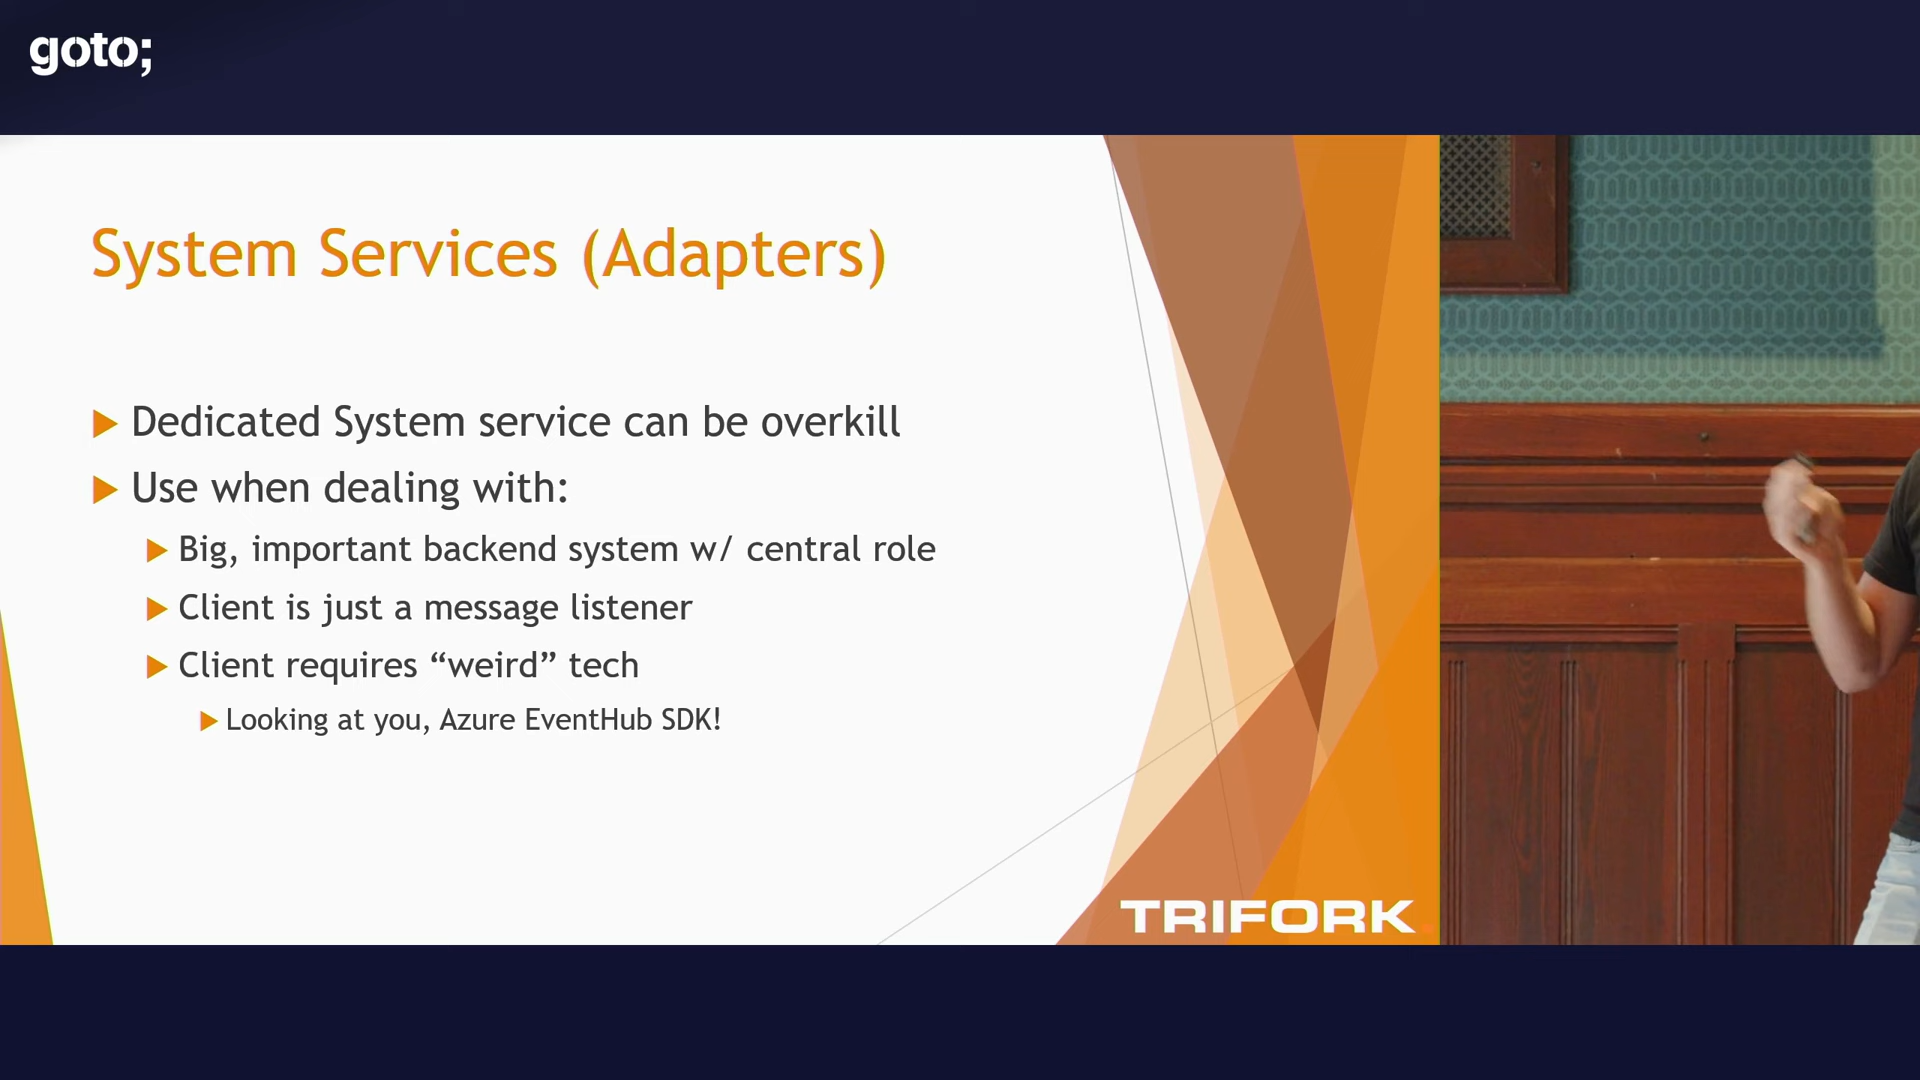 goto;
System Services (Adapters)
Dedicated System service can be overkill
Use when dealing with:
Big, important backend system w/ central role
Client is just a message listener
Client requires “weird” tech
Looking at you, Azure EventHub SDK!
TRIFORK.